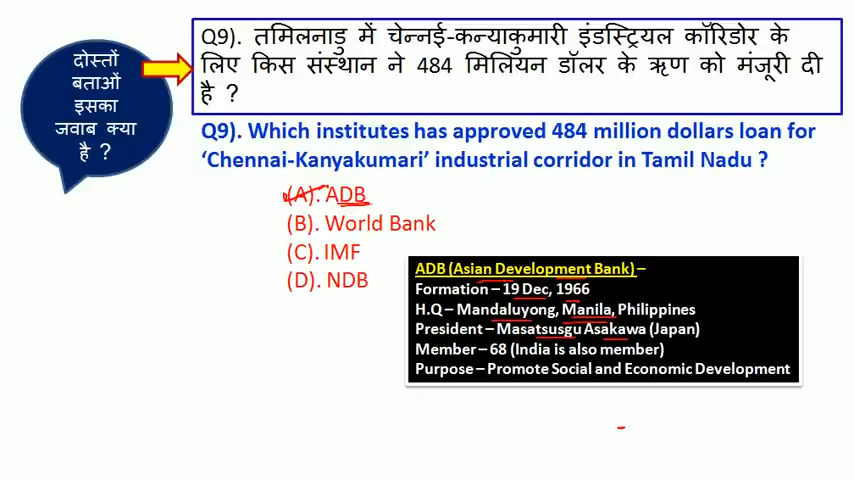 दोस्तों
बताओं
इसका
जवाब क्या
है ?
Q9). तमिलनाडु में चेन्नई-कन्याकुमारी इंडस्ट्रियल कॉरिडोर के
लिए किस संस्थान ने 484 मिलियन डॉलर के ऋण को मंजूरी दी
है ?
Q9). Which institutes has approved 484 million dollars loan for
‘Chennai-Kanyakumari’ industrial corridor in Tamil Nadu ?
(A). ADB
(B). World Bank
(C). IMF
(D). NDB
ADB (Asian Development Bank) –
Formation – 19 Dec, 1966
H.Q – Mandaluyong, Manila, Philippines
President – Masatsusgu Asakawa (Japan)
Member – 68 (India is also member)
Purpose – Promote Social and Economic Development